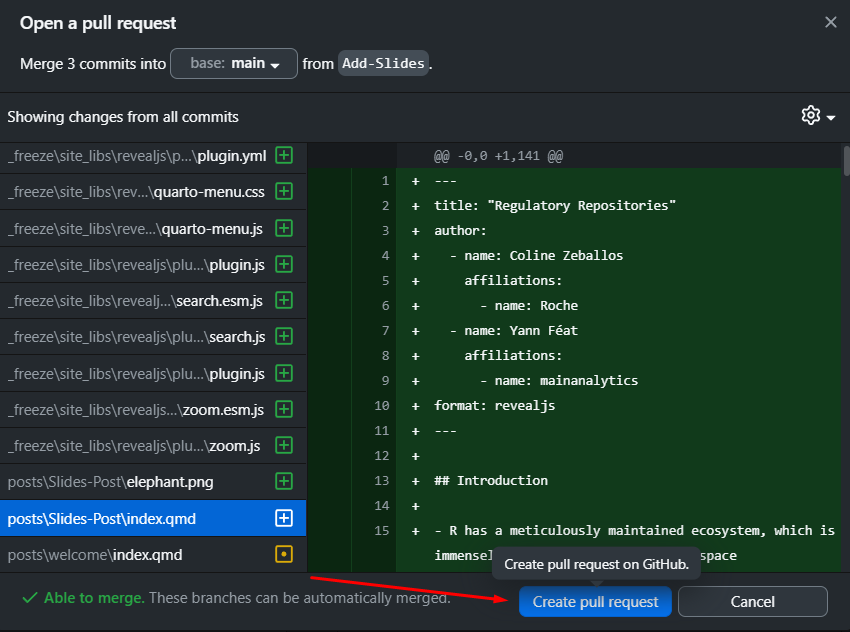 Open a pull request
Merge 3 commits into base: main from Add-Slides.
Showing changes from all commits
_freeze\site_libs\revealjs\p...\plugin.yml
_freeze\site_libs\rev...\quarto-menu.css
_freeze\site_libs\reve...\quarto-menu.js
_freeze\site_libs\revealjs\plu...\plugin.js
_freeze\site_libs\revealj...\search.esm.js
_freeze\site_libs\revealjs\plu...\search.js
_freeze\site_libs\revealjs\plu...\plugin.js
_freeze\site_libs\revealjs...\zoom.esm.js
_freeze\site_libs\revealjs\plu...\zoom.js
posts\Slides-Post\elephant.png
posts\Slides-Post\index.qmd
posts\welcome\index.qmd
@@ -0,0 +1,141 @@
1 + ---
2 + title: "Regulatory Repositories"
3 + author:
4 + - name: Coline Zeballos
5 + affiliations:
6 + - name: Roche
7 + - name: Yann Féat
8 + affiliations:
9 + - name: mainanalytics
10 + format: revealjs
11 + ---
12 +
13 + ## Introduction
14 +
15 + - R has a meticulously maintained ecosystem, which is
space
Create pull request on GitHub.
Able to merge. These branches can be automatically merged.
Create pull request
Cancel